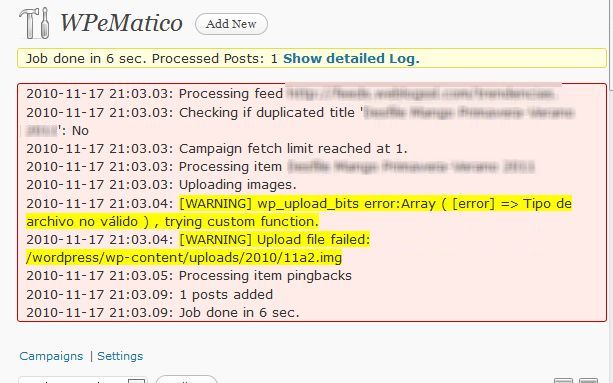 WPeMatico Add New
Job done in 6 sec. Processed Posts: 1 Show detailed Log.
2010-11-17 21:03.03: Processing feed
2010-11-17 21:03.03: Checking if duplicated title '
': No
2010-11-17 21:03.03: Campaign fetch limit reached at 1.
2010-11-17 21:03.03: Processing item
2010-11-17 21:03.03: Uploading images.
2010-11-17 21:03.04: [WARNING] wp_upload_bits error:Array ( [error] => Tipo de
archivo no válido ) , trying custom function.
2010-11-17 21:03.04: [WARNING] Upload file failed:
/wordpress/wp-content/uploads/2010/11a2.img
2010-11-17 21:03.05: Processing item pingbacks
2010-11-17 21:03.09: 1 posts added
2010-11-17 21:03.09: Job done in 6 sec.
Campaigns | Settings